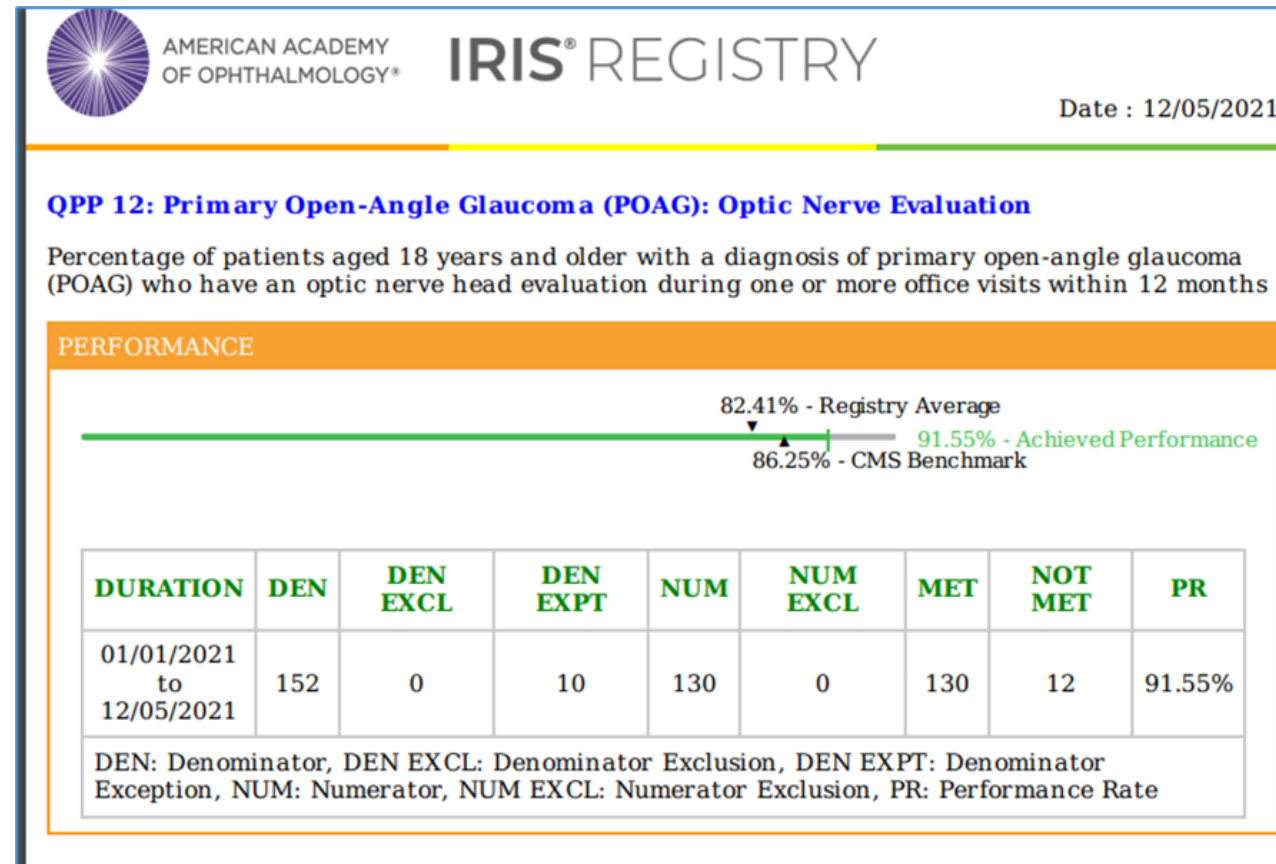 AMERICAN ACADEMY
OF OPHTHALMOLOGY®
IRIS® REGISTRY
Date : 12/05/2021
QPP 12: Primary Open-Angle Glaucoma (POAG): Optic Nerve Evaluation
Percentage of patients aged 18 years and older with a diagnosis of primary open-angle glaucoma
(POAG) who have an optic nerve head evaluation during one or more office visits within 12 months
PERFORMANCE
82.41% - Registry Average
91.55% - Achieved Performance
86.25% - CMS Benchmark
DURATION DEN DEN EXCL DEN EXPT NUM NUM EXCL MET NOT MET PR
01/01/2021 to 12/05/2021 152 0 10 130 0 130 12 91.55%
DEN: Denominator, DEN EXCL: Denominator Exclusion, DEN EXPT: Denominator
Exception, NUM: Numerator, NUM EXCL: Numerator Exclusion, PR: Performance Rate